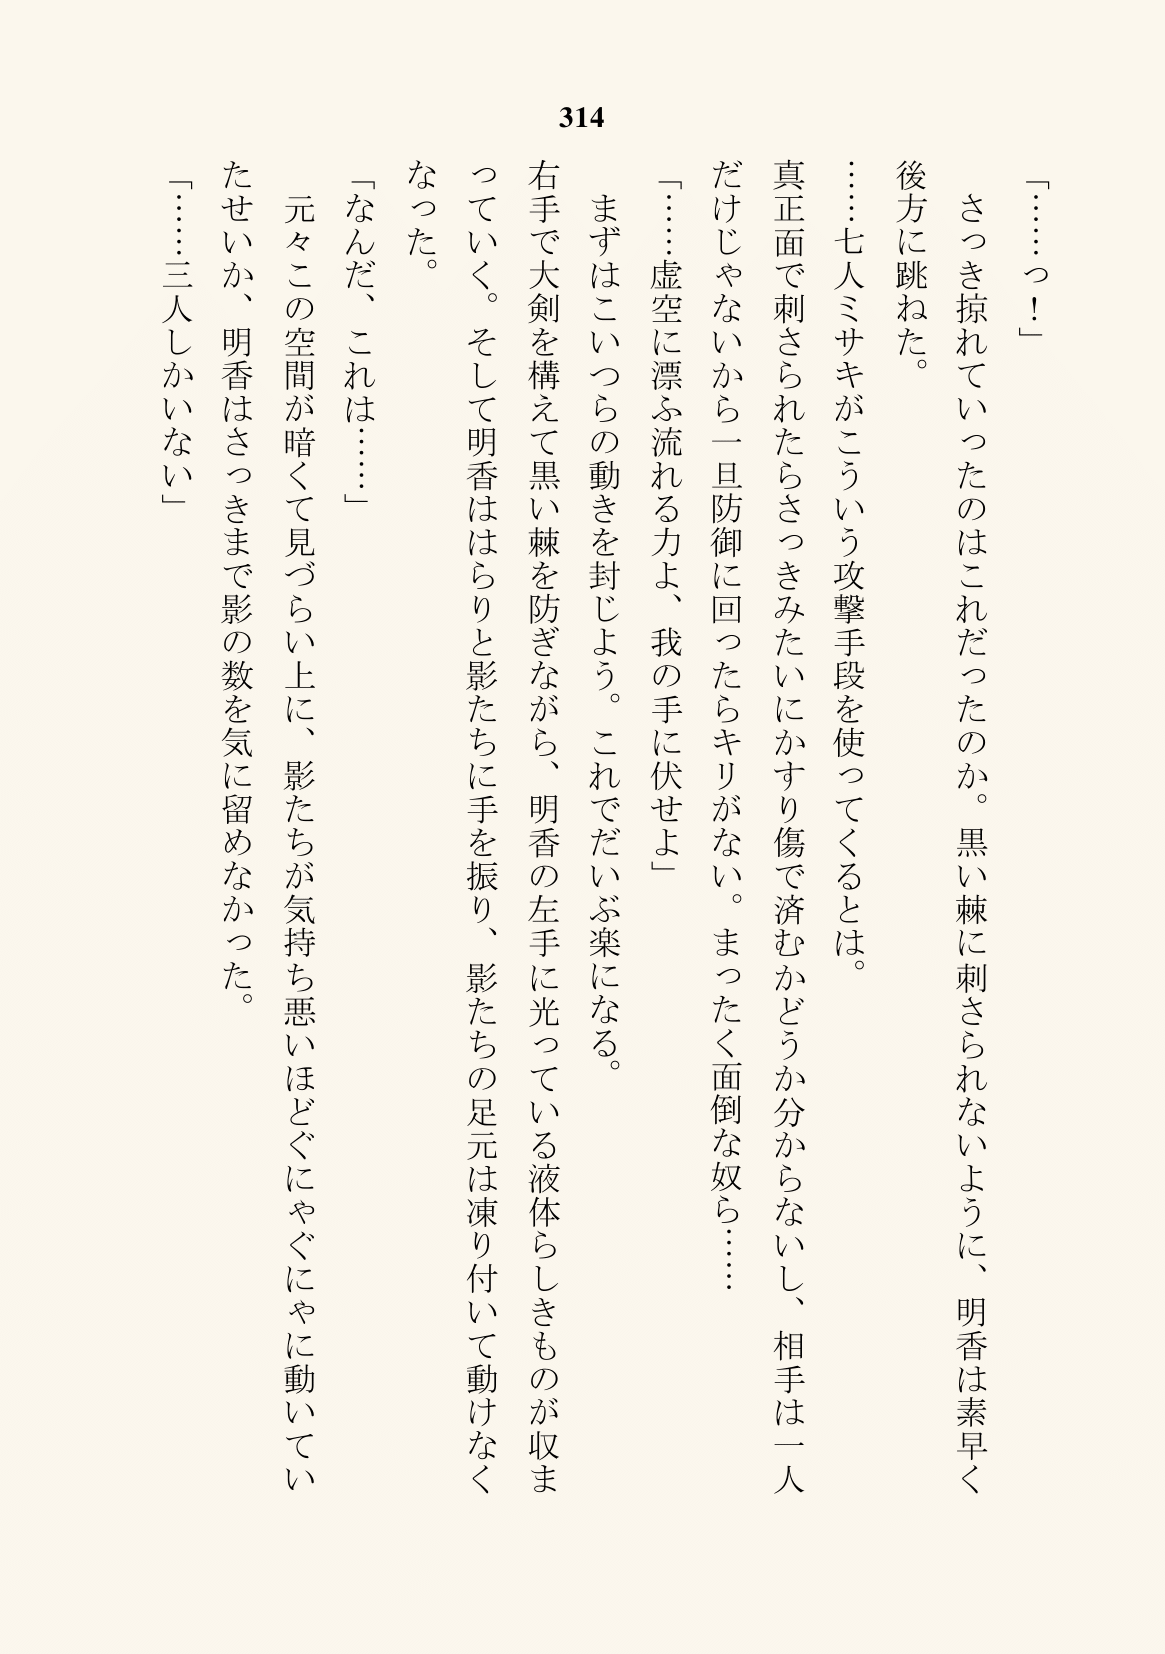 314
「……っ！」
　さっき掠れていったのはこれだったのか。黒い棘に刺さられないように、明香は素早く
後方に跳ねた。
……七人ミサキがこういう攻撃手段を使ってくるとは。
真正面で刺さられたらさっきみたいにかすり傷で済むかどうか分からないし、相手は一人
だけじゃないから一旦防御に回ったらキリがない。まったく面倒な奴ら……
「……虚空に漂ふ流れる力よ、我の手に伏せよ」
　まずはこいつらの動きを封じよう。これでだいぶ楽になる。
右手で大剣を構えて黒い棘を防ぎながら、明香の左手に光っている液体らしきものが収ま
っていく。そして明香ははらりと影たちに手を振り、影たちの足元は凍り付いて動けなく
なった。
「なんだ、これは……」
　元々この空間が暗くて見づらい上に、影たちが気持ち悪いほどぐにゃぐにゃに動いてい
たせいか、明香はさっきまで影の数を気に留めなかった。
「……三人しかいない」